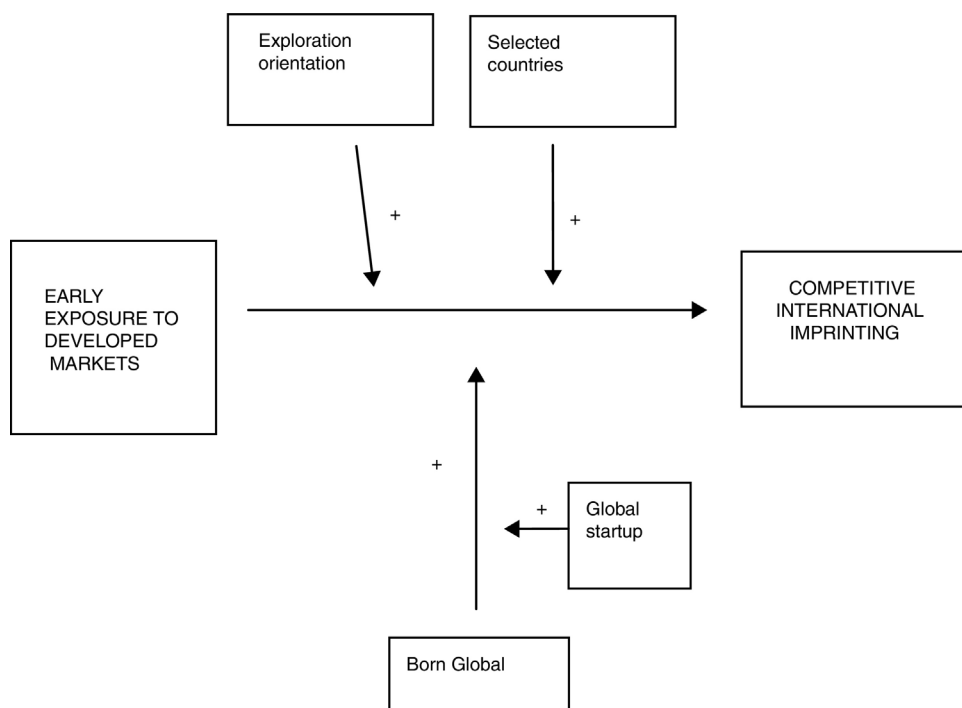 Exploration
orientation
Selected
countries
+
+
EARLY
EXPOSURE TO
DEVELOPED
MARKETS
COMPETITIVE
INTERNATIONAL
IMPRINTING
+
+
Global
startup
Born Global